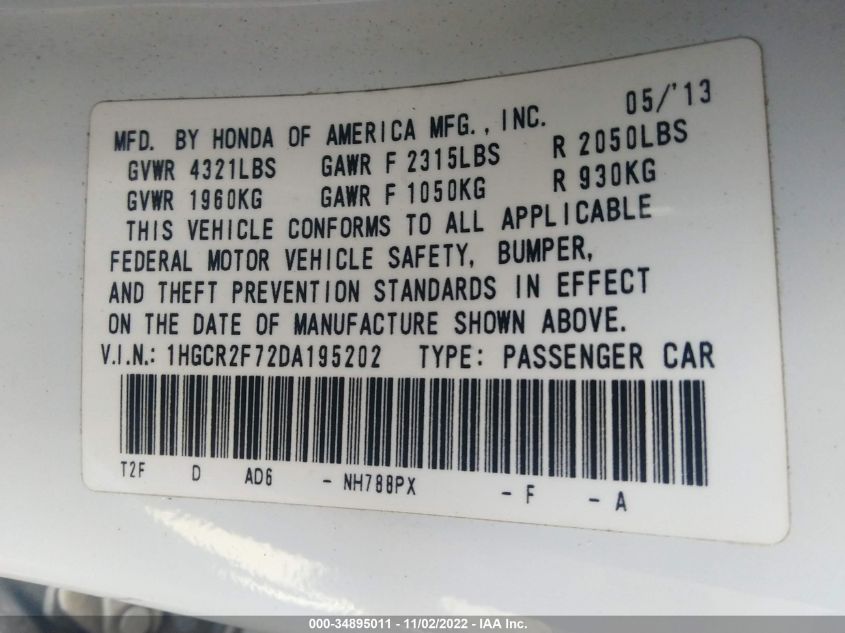 05/'13
MFD. BY HONDA OF AMERICA MFG., INC.
GVWR 4321LBS GAWR F 2315LBS R 2050LBS
GVWR 1960KG GAWR F 1050KG R 930KG
THIS VEHICLE CONFORMS TO ALL APPLICABLE
FEDERAL MOTOR VEHICLE SAFETY, BUMPER,
AND THEFT PREVENTION STANDARDS IN EFFECT
ON THE DATE OF MANUFACTURE SHOWN ABOVE.
V.I.N.: 1HGCR2F72DA195202 TYPE: PASSENGER CAR
T2F D AD6 - NH788PX - F - A
000-34895011 - 11/02/2022 - IAA Inc.